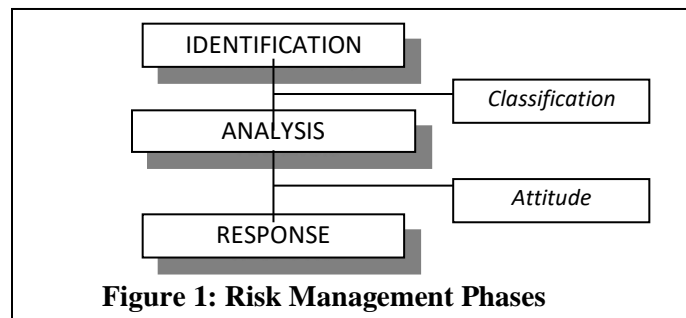 IDENTIFICATION
Classification
ANALYSIS
Attitude
RESPONSE
Figure 1: Risk Management Phases